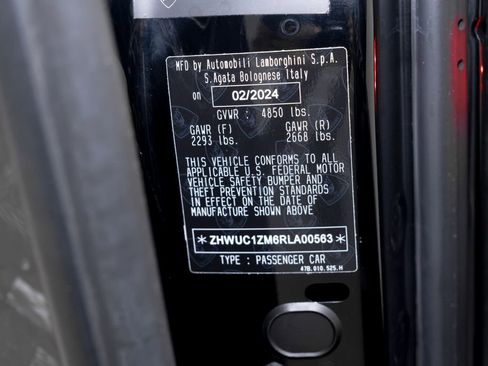 MFD by Automobili Lamborghini S.p.A.
S.Agata Bolognese Italy
on 02/2024
GVWR : 4850 lbs.
GAWR (F) GAWR (R)
2293 lbs. 2668 lbs.
THIS VEHICLE CONFORMS TO ALL
APPLICABLE U.S. FEDERAL MOTOR
VEHICLE SAFETY BUMPER AND
THEFT PREVENTION STANDARDS
IN EFFECT ON THE DATE OF
MANUFACTURE SHOWN ABOVE
*ZHWUC1ZM6RLA00563*
TYPE : PASSENGER CAR
47B.010.525.H